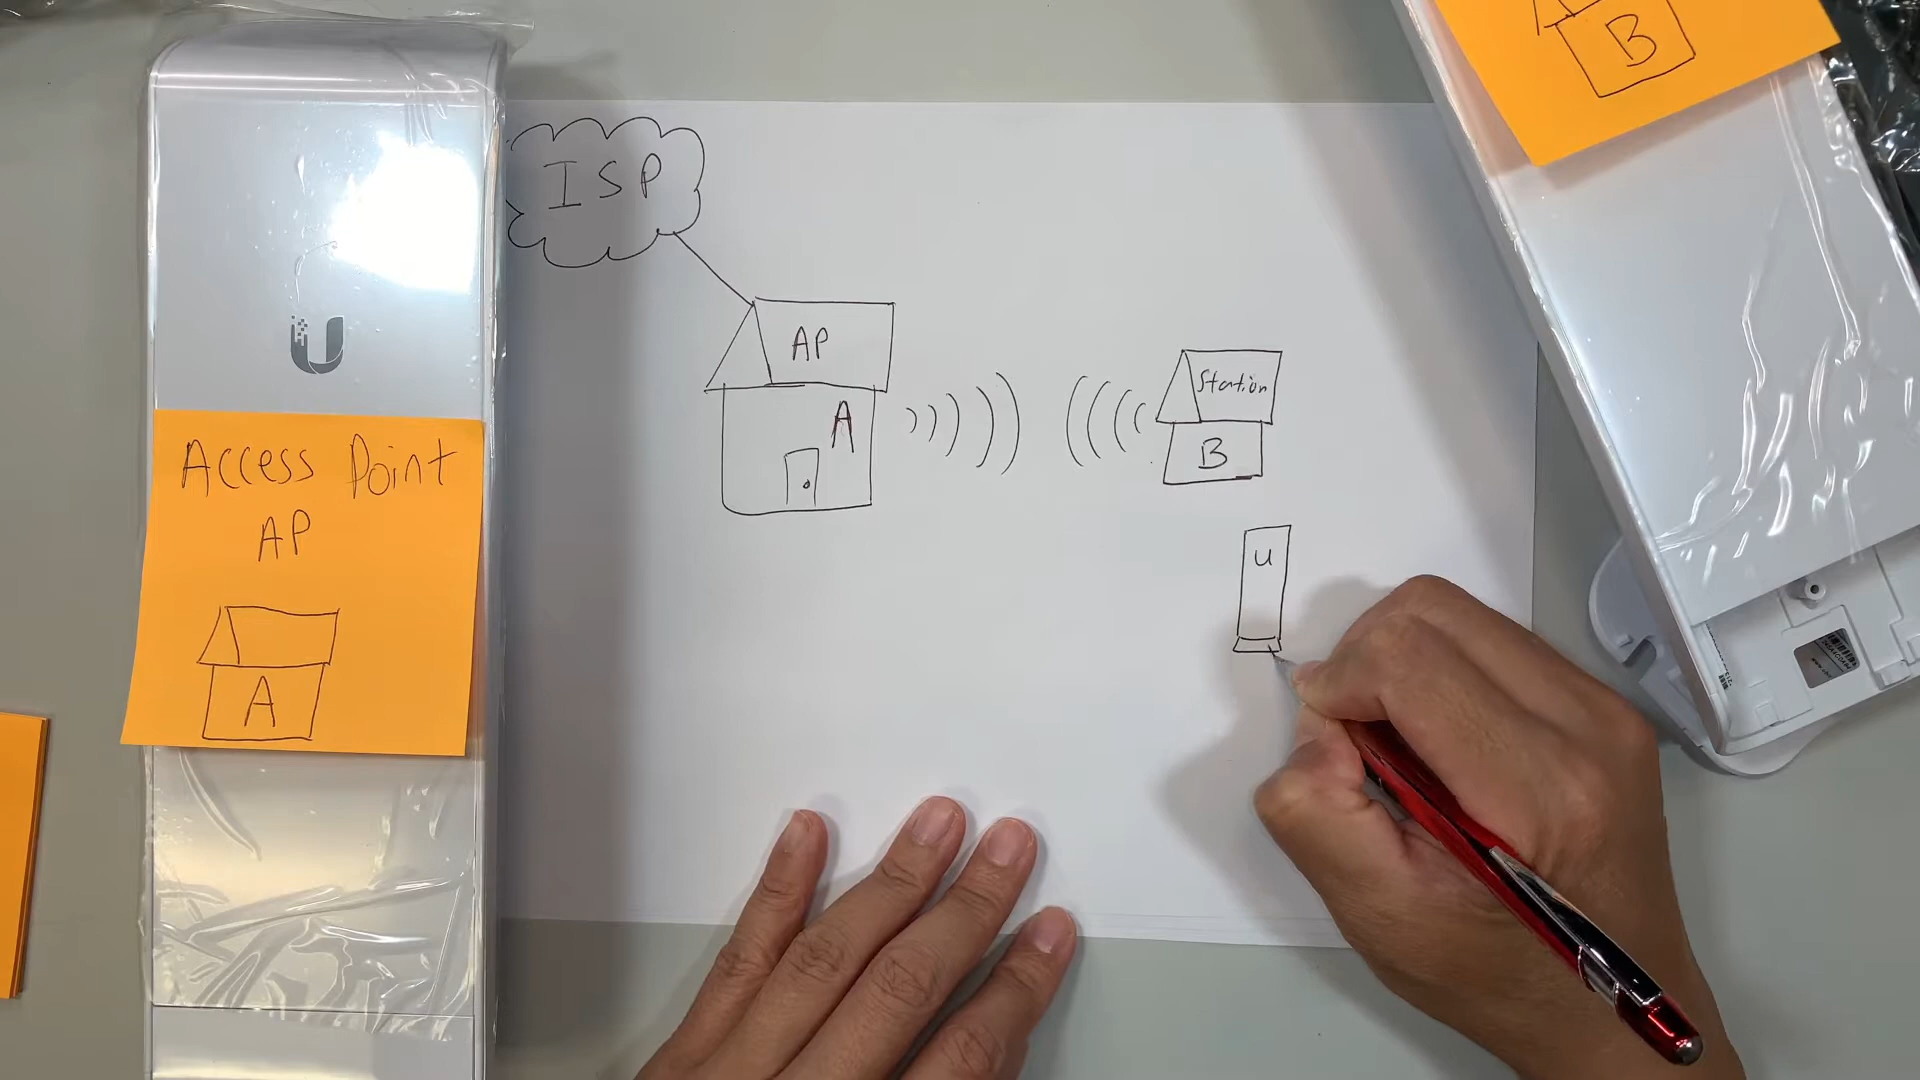 ISP
AP
A
Station
B
U
U
Access Point
AP
A
B